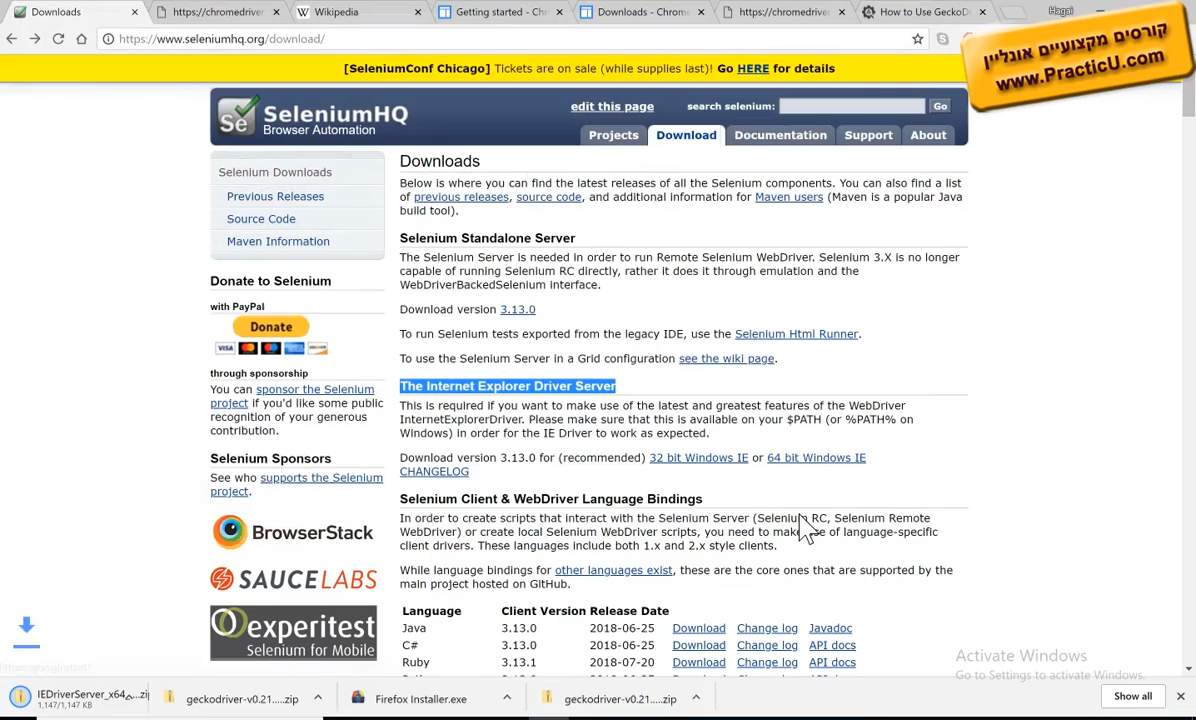 Downloads
https://chromedriver
Wikipedia
Getting started - Chrom
Downloads - Chrome
https://chromedriver
How to Use GeckoD
Hagai
https://www.seleniumhq.org/download/
קורסים מקצועיים אונליין
www.PracticU.com
[SeleniumConf Chicago] Tickets are on sale (while supplies last)! Go HERE for details
edit this page
search selenium:
Go
Se
SeleniumHQ
Browser Automation
Projects
Download
Documentation
Support
About
Selenium Downloads
Previous Releases
Source Code
Maven Information
Donate to Selenium
with PayPal
Donate
VISA
through sponsorship
You can sponsor the Selenium
project if you'd like some public
recognition of your generous
contribution.
Selenium Sponsors
See who supports the Selenium
project.
BrowserStack
SAUCE LABS
experitest
Selenium for Mobile
Downloads
Below is where you can find the latest releases of all the Selenium components. You can also find a list
of previous releases, source code, and additional information for Maven users (Maven is a popular Java
build tool).
Selenium Standalone Server
The Selenium Server is needed in order to run Remote Selenium WebDriver. Selenium 3.X is no longer
capable of running Selenium RC directly, rather it does it through emulation and the
WebDriverBackedSelenium interface.
Download version 3.13.0
To run Selenium tests exported from the legacy IDE, use the Selenium Html Runner.
To use the Selenium Server in a Grid configuration see the wiki page.
The Internet Explorer Driver Server
This is required if you want to make use of the latest and greatest features of the WebDriver
InternetExplorerDriver. Please make sure that this is available on your $PATH (or %PATH% on
Windows) in order for the IE Driver to work as expected.
Download version 3.13.0 for (recommended) 32 bit Windows IE or 64 bit Windows IE
CHANGELOG
Selenium Client & WebDriver Language Bindings
In order to create scripts that interact with the Selenium Server (Selenium RC, Selenium Remote
WebDriver) or create local Selenium WebDriver scripts, you need to make use of language-specific
client drivers. These languages include both 1.x and 2.x style clients.
While language bindings for other languages exist, these are the core ones that are supported by the
main project hosted on GitHub.
Language Client Version Release Date
Java 3.13.0 2018-06-25 Download Change log Javadoc
C# 3.13.0 2018-06-25 Download Change log API docs
Ruby 3.13.1 2018-07-20 Download Change log API docs
Activate Windows
Go to Settings to activate Windows.
IEDriverServer_x64_....zip
1,147/1,147 KB
geckodriver-v0.21.....zip
Firefox Installer.exe
geckodriver-v0.21.....zip
Show all